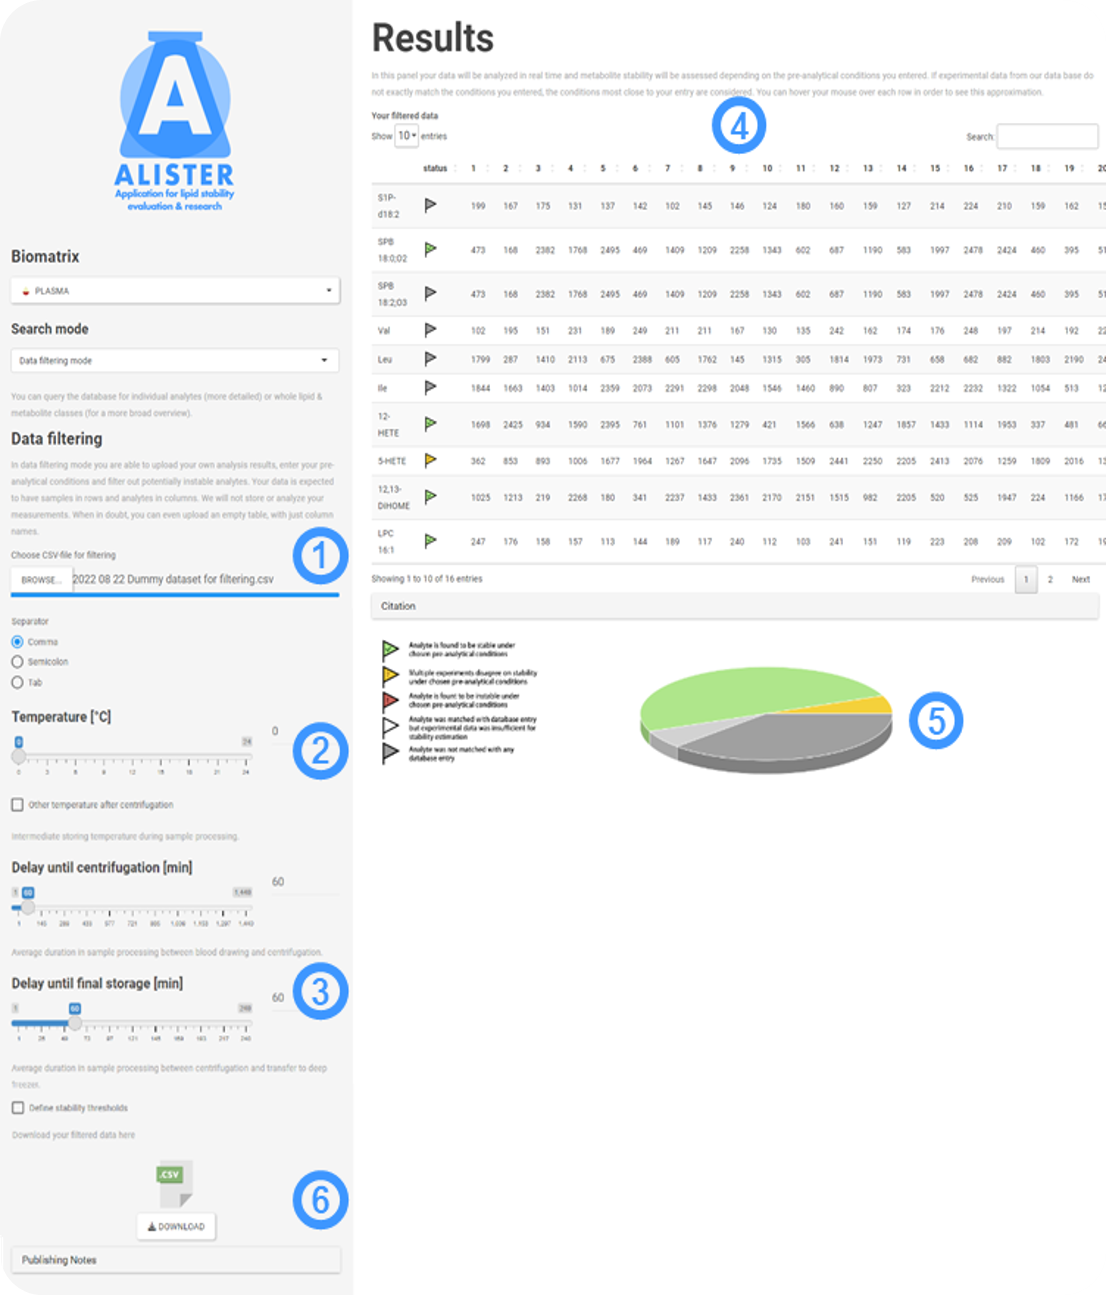 A
ALISTER
Application for lipid stability
evaluation & research
Biomatrix
PLASMA
Search mode
Data filtering mode
You can query the database for individual analytes (more detailed) or whole lipid &
metabolite classes (for a more broad overview).
Data filtering
In data filtering mode you are able to upload your own analysis results, enter your pre-
analytical conditions and filter out potentially instable analytes. Your data is expected
to have samples in rows and analytes in columns. We will not store or analyze your
measurements. When in doubt, you can even upload an empty table, with just column
names.
1
Choose CSV-file for filtering
BROWSE... 2022 08 22 Dummy dataset for filtering.csv
Separator
Comma
Semicolon
Tab
Temperature [°C]
0 24 0
2
0 3 6 9 12 15 18 21 24
Other temperature after centrifugation
Intermediate storing temperature during sample processing.
Delay until centrifugation [min]
1 60 1,440 60
1 145 289 433 577 721 865 1,009 1,153 1,297 1,440
Average duration in sample processing between blood drawing and centrifugation.
Delay until final storage [min]
3
1 60 240 60
1 25 49 73 97 121 145 169 193 217 240
Average duration in sample processing between centrifugation and transfer to deep
freezer.
Define stability thresholds
Download your filtered data here
.CSV
6
DOWNLOAD
Publishing Notes
Results
In this panel your data will be analyzed in real time and metabolite stability will be assessed depending on the pre-analytical conditions you entered. If experimental data from our data base do
not exactly match the conditions you entered, the conditions most close to your entry are considered. You can hover your mouse over each row in order to see this approximation.
4
Your filtered data
Show 10 entries Search:
status 1 2 3 4 5 6 7 8 9 10 11 12 13 14 15 16 17 18 19 20
S1P-
d18:2 199 167 175 131 137 142 102 145 146 124 180 160 159 127 214 224 210 159 162
SPB
18:0;O2 473 168 2382 1768 2495 469 1409 1209 2258 1343 602 687 1190 583 1997 2478 2424 460 395
SPB
18:2;O3 473 168 2382 1768 2495 469 1409 1209 2258 1343 602 687 1190 583 1997 2478 2424 460 395
Val 102 195 151 231 189 249 211 211 167 130 135 242 162 174 176 248 197 214 192
Leu 1799 287 1410 2113 675 2388 605 1762 145 1315 305 1814 1973 731 658 682 882 1803 2190
Ile 1844 1663 1403 1014 2359 2073 2291 2298 2048 1546 1460 890 807 323 2212 2232 1322 1054 513
12-
HETE 1698 2425 934 1590 2395 761 1101 1376 1279 421 1566 638 1247 1857 1433 1114 1953 337 481
5-HETE 362 853 893 1006 1677 1964 1267 1647 2096 1735 1509 2441 2250 2205 2413 2076 1259 1809 2016
12,13-
DIHOME 1025 1213 219 2268 180 341 2237 1433 2361 2170 2151 1515 982 2205 520 525 1947 224 1166
LPC
16:1 247 176 158 157 113 144 189 117 240 112 103 241 151 119 223 208 209 102 172
Showing 1 to 10 of 16 entries Previous 1 2 Next
Citation
Analyte is found to be stable under
chosen pre-analytical conditions
Multiple experiments disagree on stability
under chosen pre-analytical conditions
Analyte is fount to be instable under
chosen pre-analytical conditions
Analyte was matched with database entry
but experimental data was insufficient for
stability estimation
Analyte was not matched with any
database entry
5